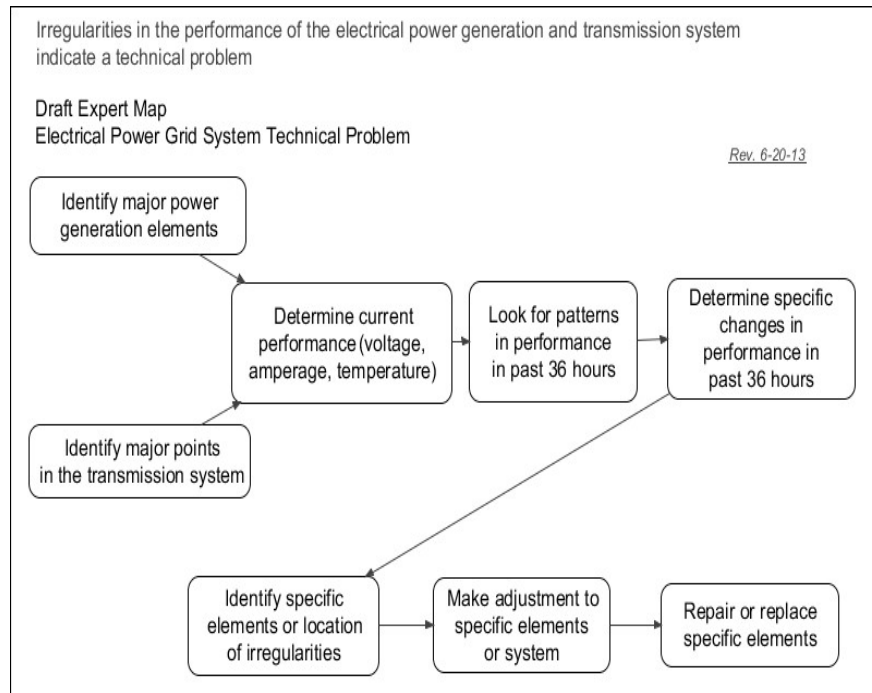 Irregularities in the performance of the electrical power generation and transmission system
indicate a technical problem
Draft Expert Map
Electrical Power Grid System Technical Problem
Rev. 6-20-13
Identify major power
generation elements
Determine current
performance (voltage,
amperage, temperature)
Look for patterns
in performance
in past 36 hours
Determine specific
changes in
performance in
past 36 hours
Identify major points
in the transmission system
Identify specific
elements or location
of irregularities
Make adjustment to
specific elements
or system
Repair or replace
specific elements